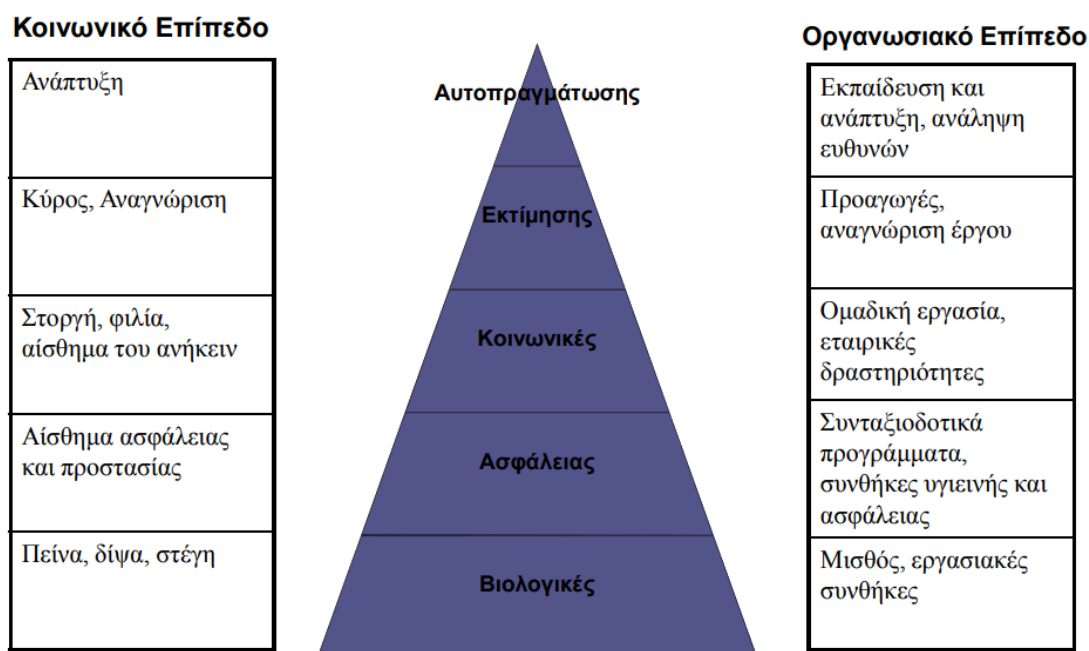 Κοινωνικό Επίπεδο
Ανάπτυξη
Κύρος, Αναγνώριση
Στοργή, φιλία,
αίσθημα του ανήκειν
Αίσθημα ασφάλειας
και προστασίας
Πείνα, δίψα, στέγη
Αυτοπραγμάτωσης
Εκτίμησης
Κοινωνικές
Ασφάλειας
Βιολογικές
Οργανωσιακό Επίπεδο
Εκπαίδευση και
ανάπτυξη, ανάληψη
ευθυνών
Προαγωγές,
αναγνώριση έργου
Ομαδική εργασία,
εταιρικές
δραστηριότητες
Συνταξιοδοτικά
προγράμματα,
συνθήκες υγιεινής και
ασφάλειας
Μισθός, εργασιακές
συνθήκες